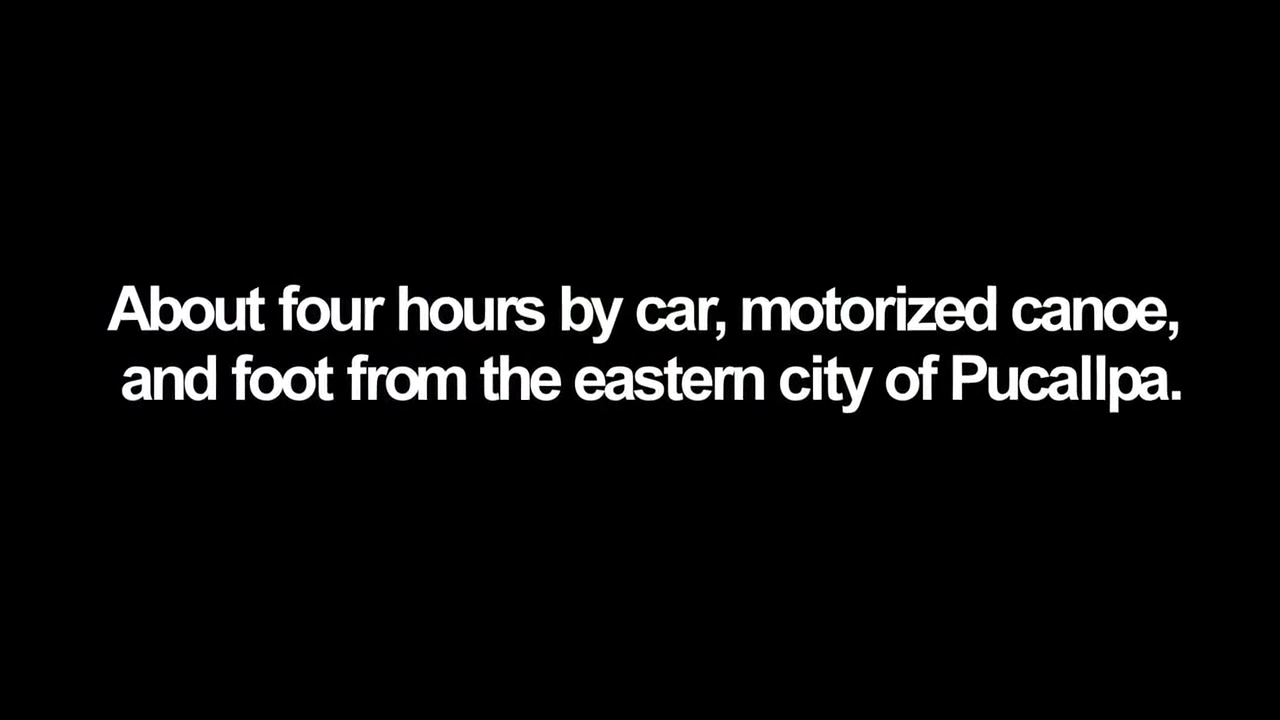 About four hours by car, motorized canoe,
and foot from the eastern city of Pucallpa.